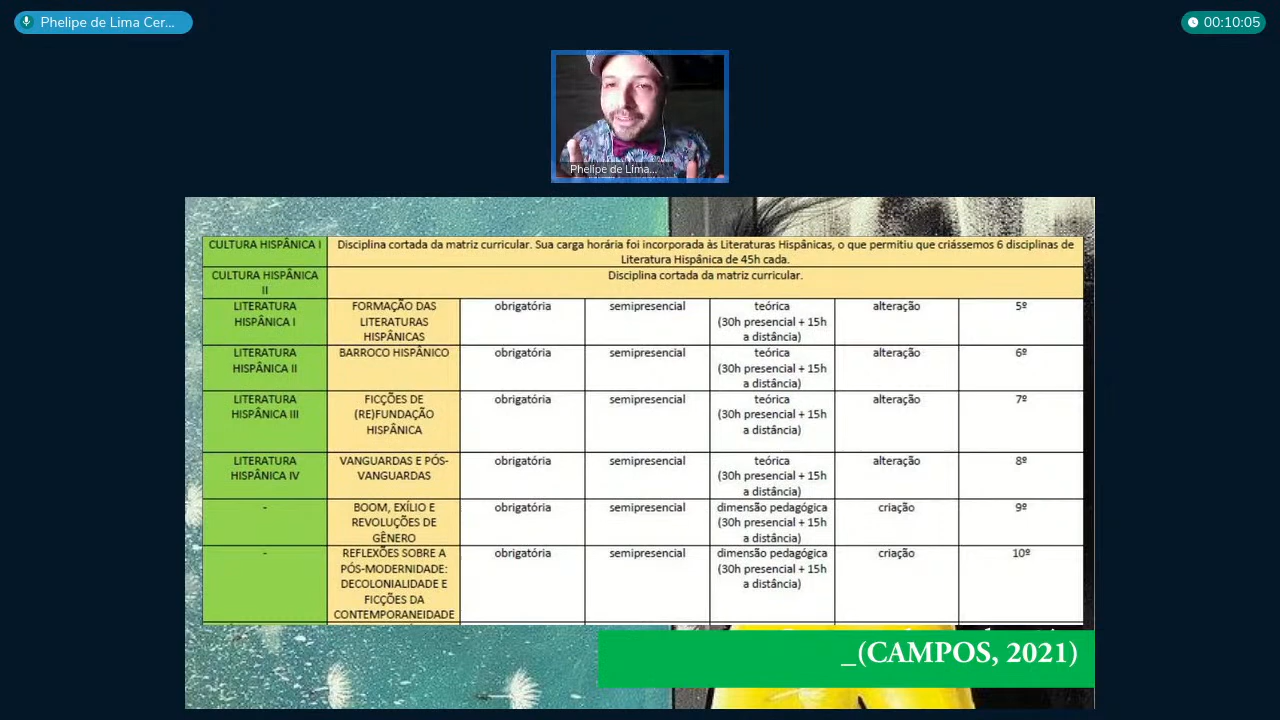 Phelipe de Lima Cer...
00:10:05
Phelipe de Lima...
CULTURA HISPÂNICA I
Disciplina cortada da matriz curricular. Sua carga horária foi incorporada às Literaturas Hispânicas, o que permitiu que criássemos 6 disciplinas de
Literatura Hispânica de 45h cada.
CULTURA HISPÂNICA
II
Disciplina cortada da matriz curricular.
LITERATURA
HISPÂNICA I
FORMAÇÃO DAS
LITERATURAS
HISPÂNICAS
obrigatória
semipresencial
teórica
(30h presencial + 15h
a distância)
alteração
5º
LITERATURA
HISPÂNICA II
BARROCO HISPÂNICO
obrigatória
semipresencial
teórica
(30h presencial + 15h
a distância)
alteração
6º
LITERATURA
HISPÂNICA III
FICÇÕES DE
(RE)FUNDAÇÃO
HISPÂNICA
obrigatória
semipresencial
teórica
(30h presencial + 15h
a distância)
alteração
7º
LITERATURA
HISPÂNICA IV
VANGUARDAS E PÓS-
VANGUARDAS
obrigatória
semipresencial
teórica
(30h presencial + 15h
a distância)
alteração
8º
-
BOOM, EXÍLIO E
REVOLUÇÕES DE
GÊNERO
obrigatória
semipresencial
dimensão pedagógica
(30h presencial + 15h
a distância)
criação
9º
-
REFLEXÕES SOBRE A
PÓS-MODERNIDADE:
DECOLONIALIDADE E
FICÇÕES DA
CONTEMPORANEIDADE
obrigatória
semipresencial
dimensão pedagógica
(30h presencial + 15h
a distância)
criação
10º
_(CAMPOS, 2021)